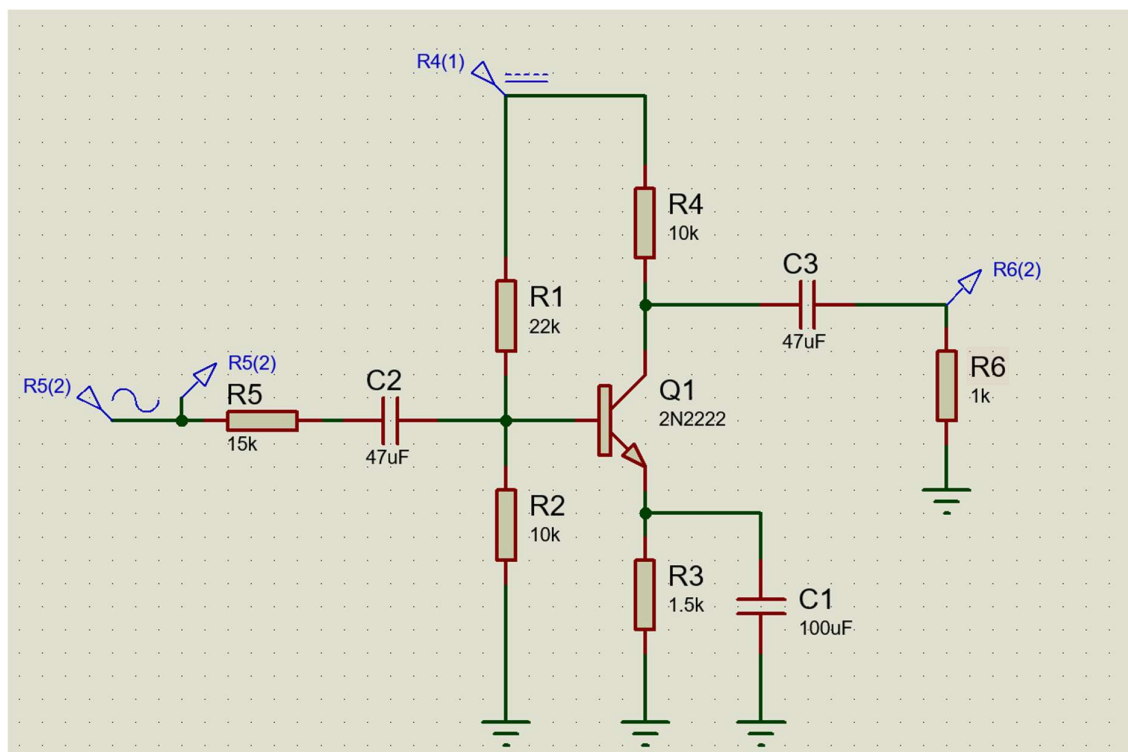 R4(1)
R4
10k
C3
47uF
R6(2)
R1
22k
R6
1k
R5(2)
R5(2)
R5
15k
C2
47uF
Q1
2N2222
R2
10k
R3
1.5k
C1
100uF